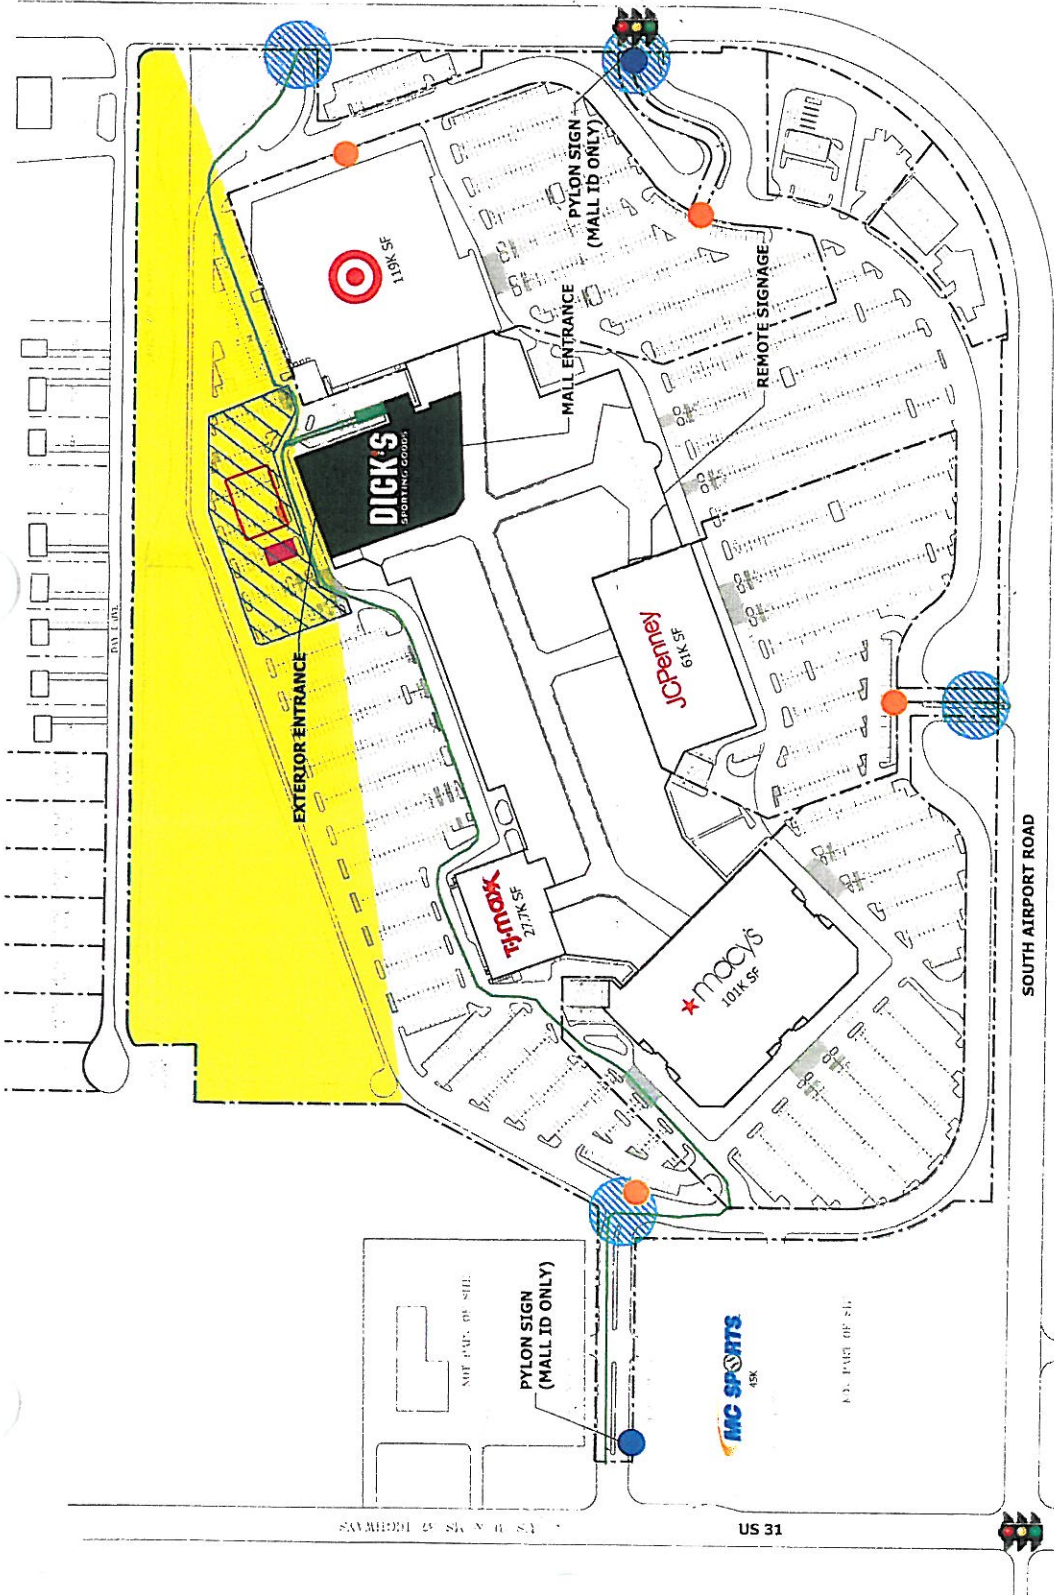 PYLON SIGN
(MALL ID ONLY)
119K SF
MALL ENTRANCE
REMOTE SIGNAGE
DICK'S
SPORTING GOODS
EXTERIOR ENTRANCE
JCPenney
61K SF
T·J·maxx
27.7K SF
macy's
101K SF
SOUTH AIRPORT ROAD
PYLON SIGN
(MALL ID ONLY)
MC SPORTS
45K
US 31